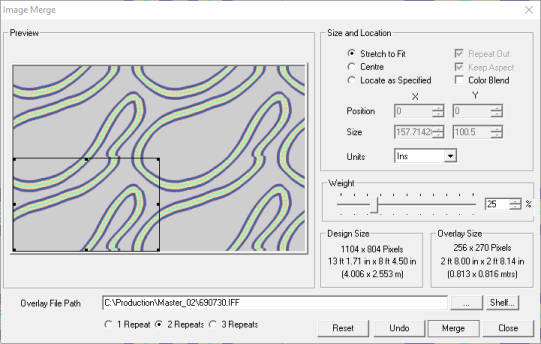 Image Merge
Preview
Size and Location
Stretch to Fit
Repeat Out
Centre
Keep Aspect
Locate as Specified
Color Blend
X Y
Position 0 0
Size 157.7142 100.5
Units Ins
Weight
25 %
Design Size
1104 x 804 Pixels
13 ft 1.71 in x 8 ft 4.50 in
(4.006 x 2.553 m)
Overlay Size
256 x 270 Pixels
2 ft 8.00 in x 2 ft 8.14 in
(0.813 x 0.816 mtrs)
Overlay File Path C:\Production\Master_02\690730.IFF ... Shelf...
1 Repeat 2 Repeats 3 Repeats
Reset Undo Merge Close